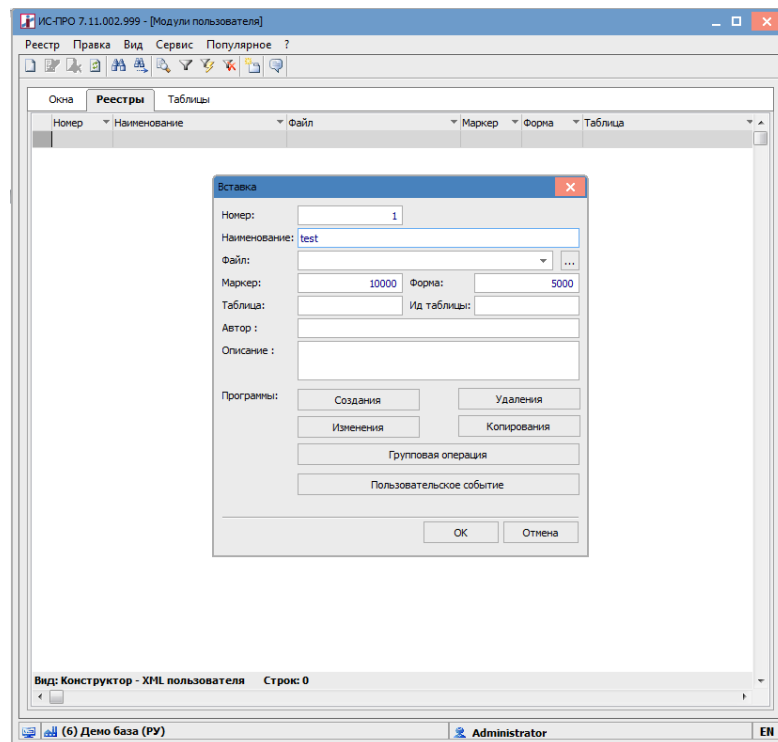 ИС-ПРО 7.11.002.999 - [Модули пользователя]
Реестр Правка Вид Сервис Популярное ?
Окна Реестры Таблицы
Номер Наименование Файл Маркер Форма Таблица
Вставка
Номер: 1
Наименование: test
Файл: ...
Маркер: 10000 Форма: 5000
Таблица: Ид таблицы:
Автор :
Описание :
Программы: Создания Удаления
Изменения Копирования
Групповая операция
Пользовательское событие
OK Отмена
Вид: Конструктор - XML пользователя Строк: 0
(6) Демо база (РУ) Administrator EN